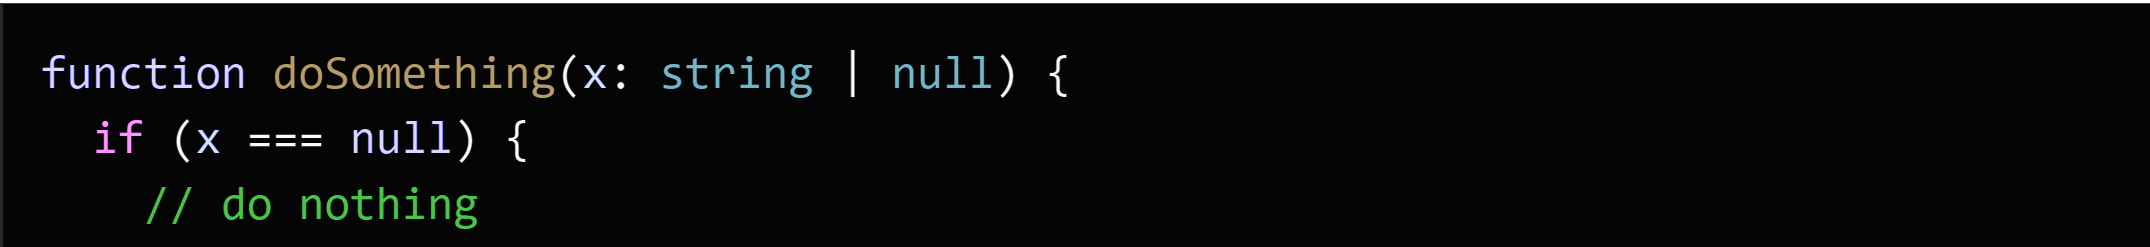 function doSomething(x: string | null) {
  if (x === null) {
    // do nothing